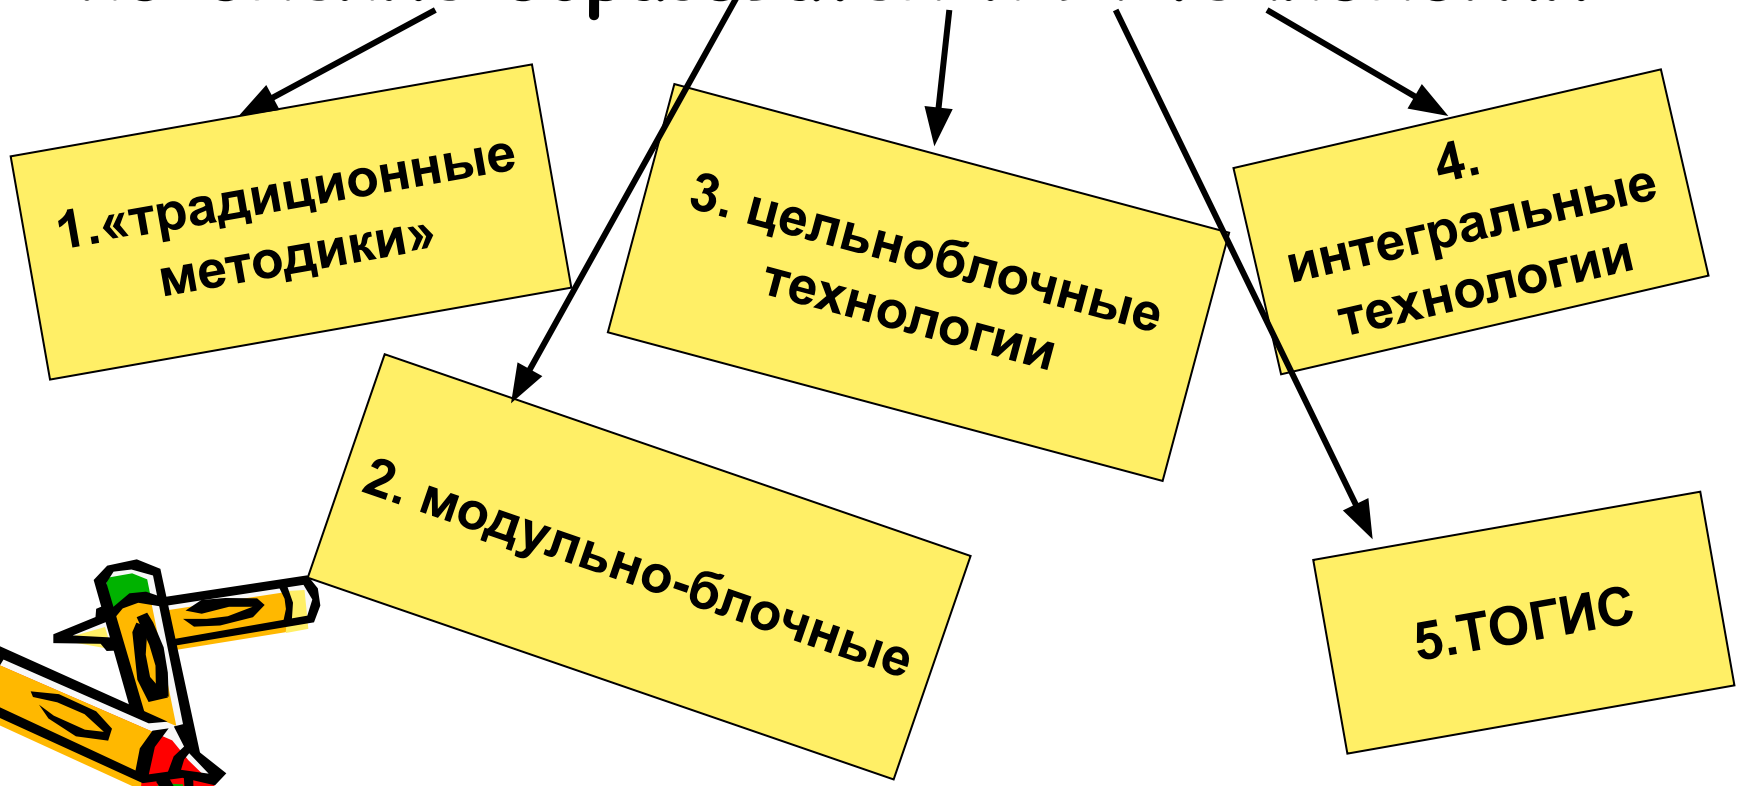 1.«традиционные
методики»
3. цельноблочные
технологии
4.
интегральные
технологии
2. модульно-блочные
5.ТОГИС